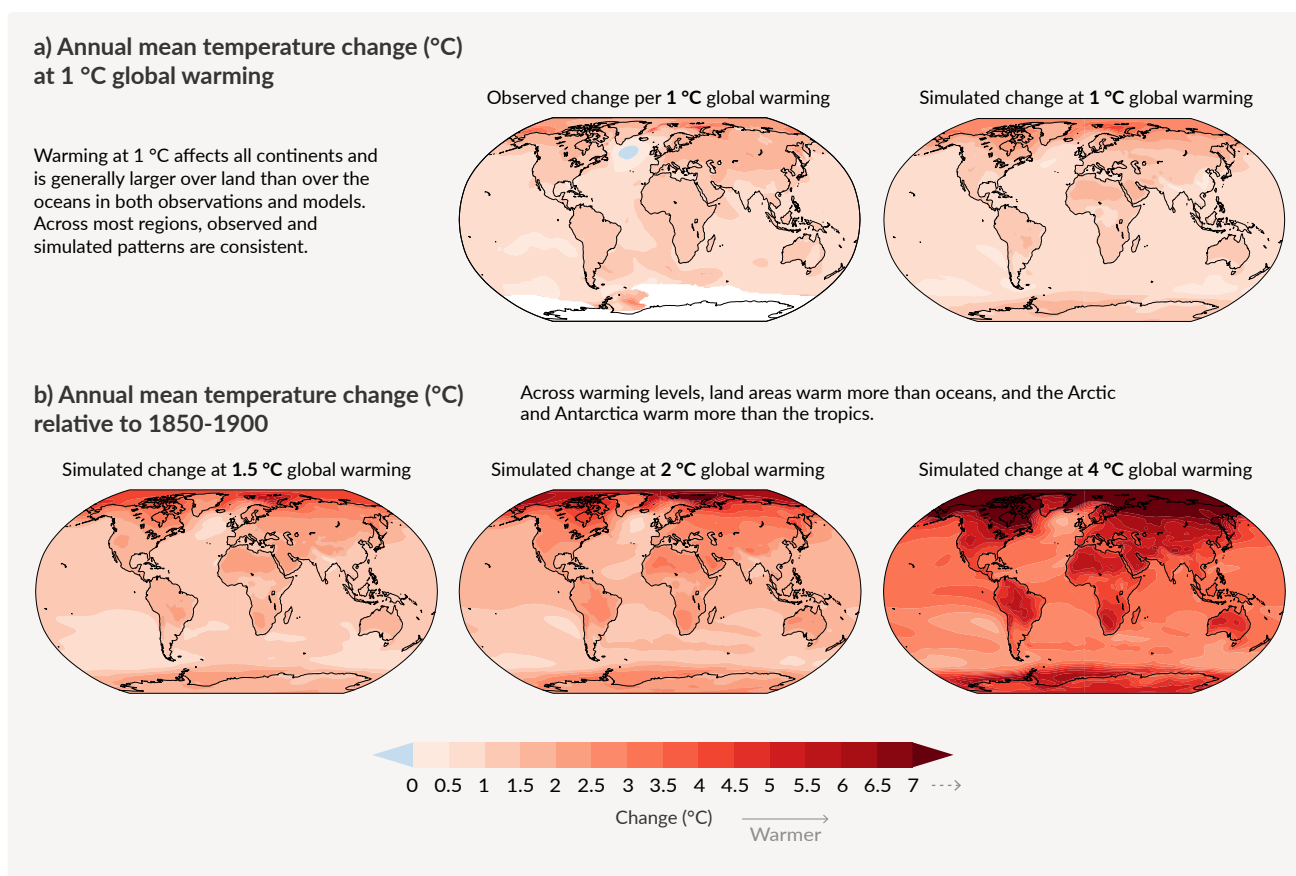 a) Annual mean temperature change (°C)
at 1 °C global warming
Warming at 1 °C affects all continents and
is generally larger over land than over the
oceans in both observations and models.
Across most regions, observed and
simulated patterns are consistent.
Observed change per 1 °C global warming
Simulated change at 1 °C global warming
b) Annual mean temperature change (°C)
relative to 1850-1900
Across warming levels, land areas warm more than oceans, and the Arctic
and Antarctica warm more than the tropics.
Simulated change at 1.5 °C global warming
Simulated change at 2 °C global warming
Simulated change at 4 °C global warming
0 0.5 1 1.5 2 2.5 3 3.5 4 4.5 5 5.5 6 6.5 7
Change (°C)
Warmer